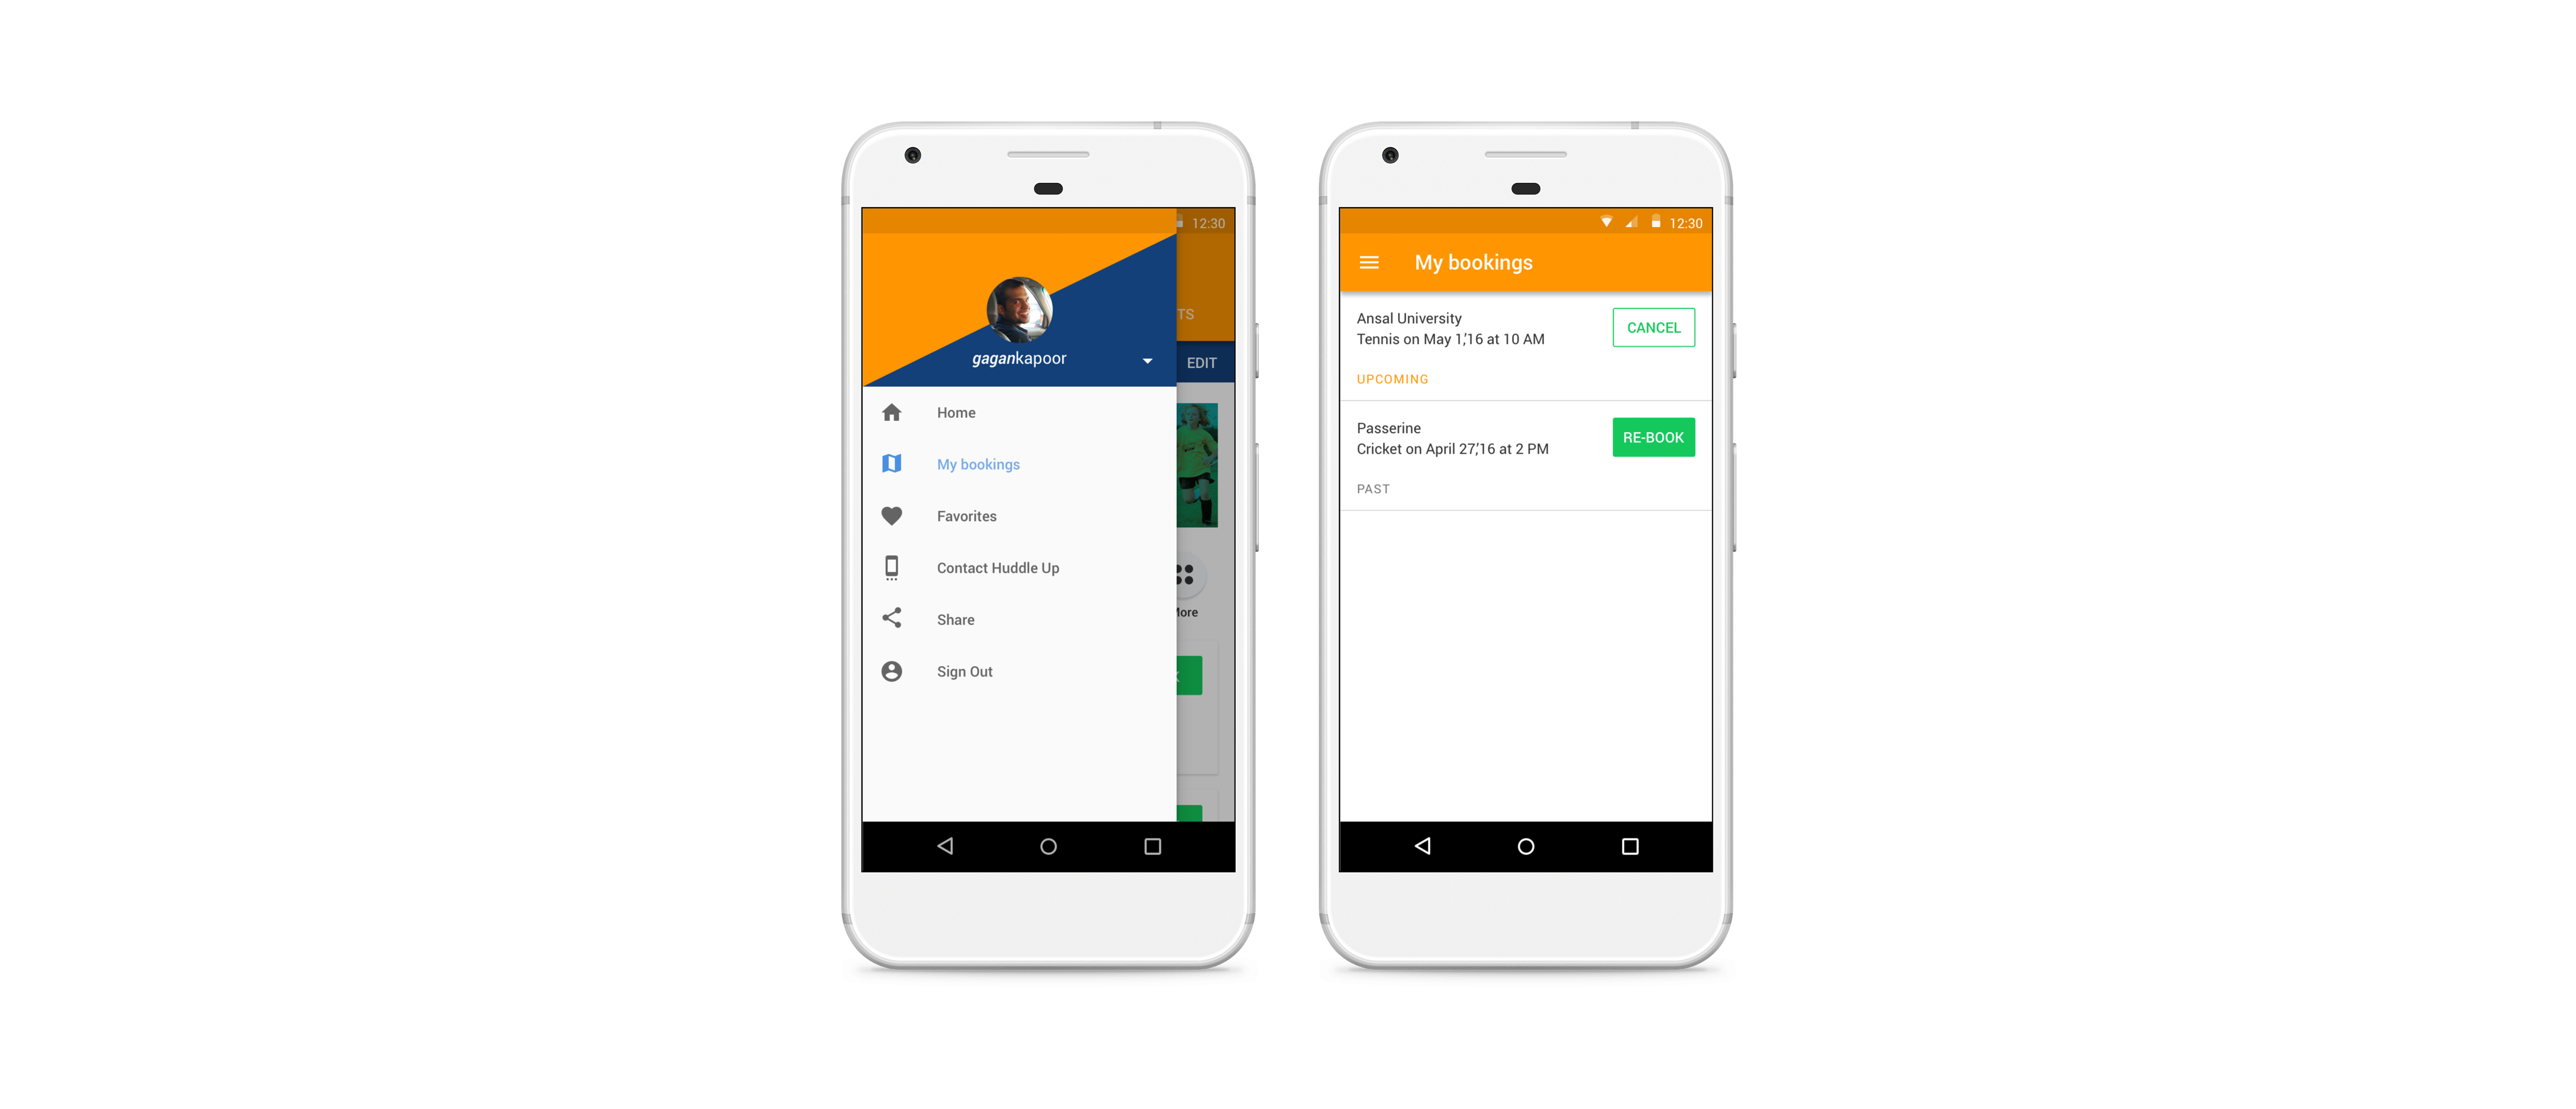 12:30
TS
gagankapoor
EDIT
Home
My bookings
Favorites
Contact Huddle Up
Share
Sign Out
12:30
My bookings
Ansal University
CANCEL
Tennis on May 1,'16 at 10 AM
UPCOMING
Passerine
RE-BOOK
Cricket on April 27,'16 at 2 PM
PAST